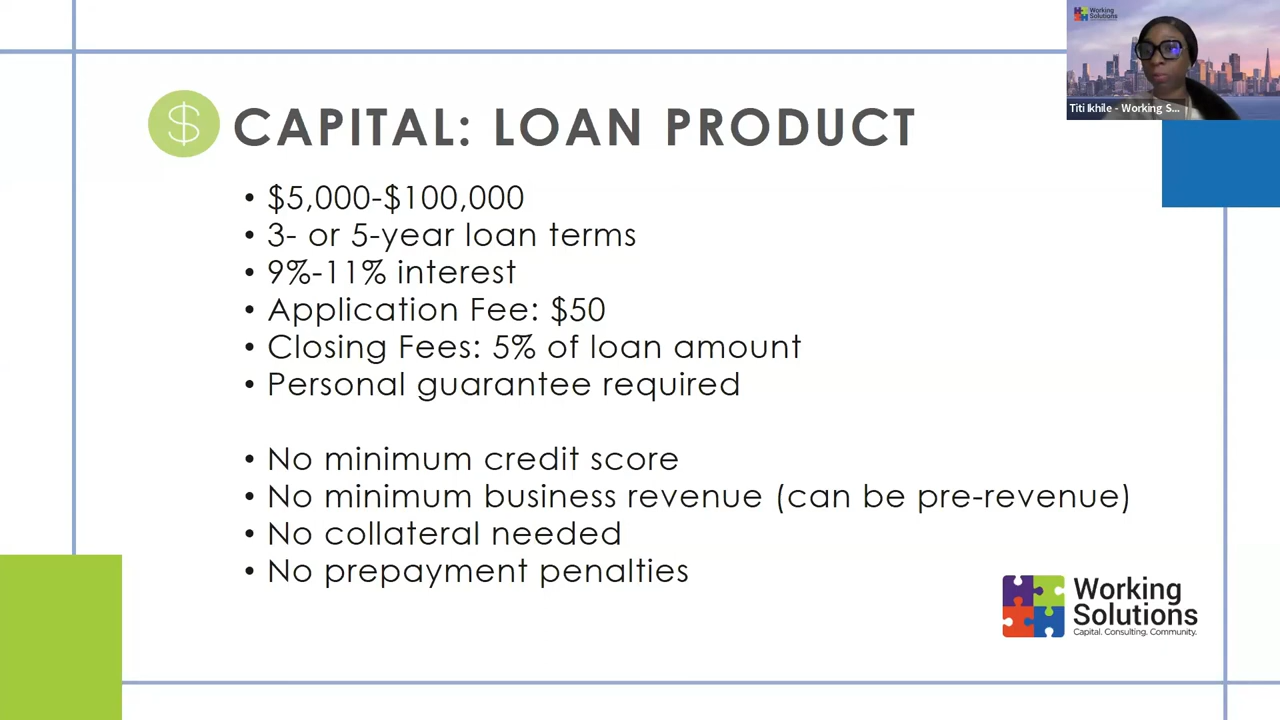 Working
Solutions
Titi Ikhile - Working S...
$ CAPITAL: LOAN PRODUCT
• $5,000-$100,000
• 3- or 5-year loan terms
• 9%-11% interest
• Application Fee: $50
• Closing Fees: 5% of loan amount
• Personal guarantee required
• No minimum credit score
• No minimum business revenue (can be pre-revenue)
• No collateral needed
• No prepayment penalties
Working
Solutions
Capital. Consulting. Community.